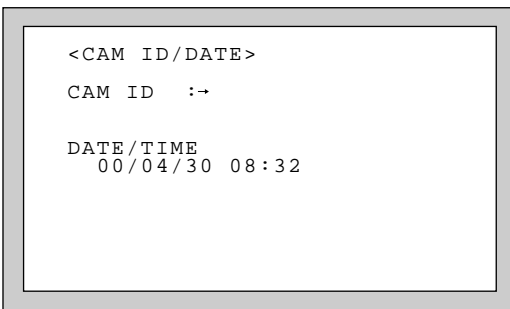 <CAM ID/DATE>
CAM ID :→
DATE/TIME
00/04/30 08:32